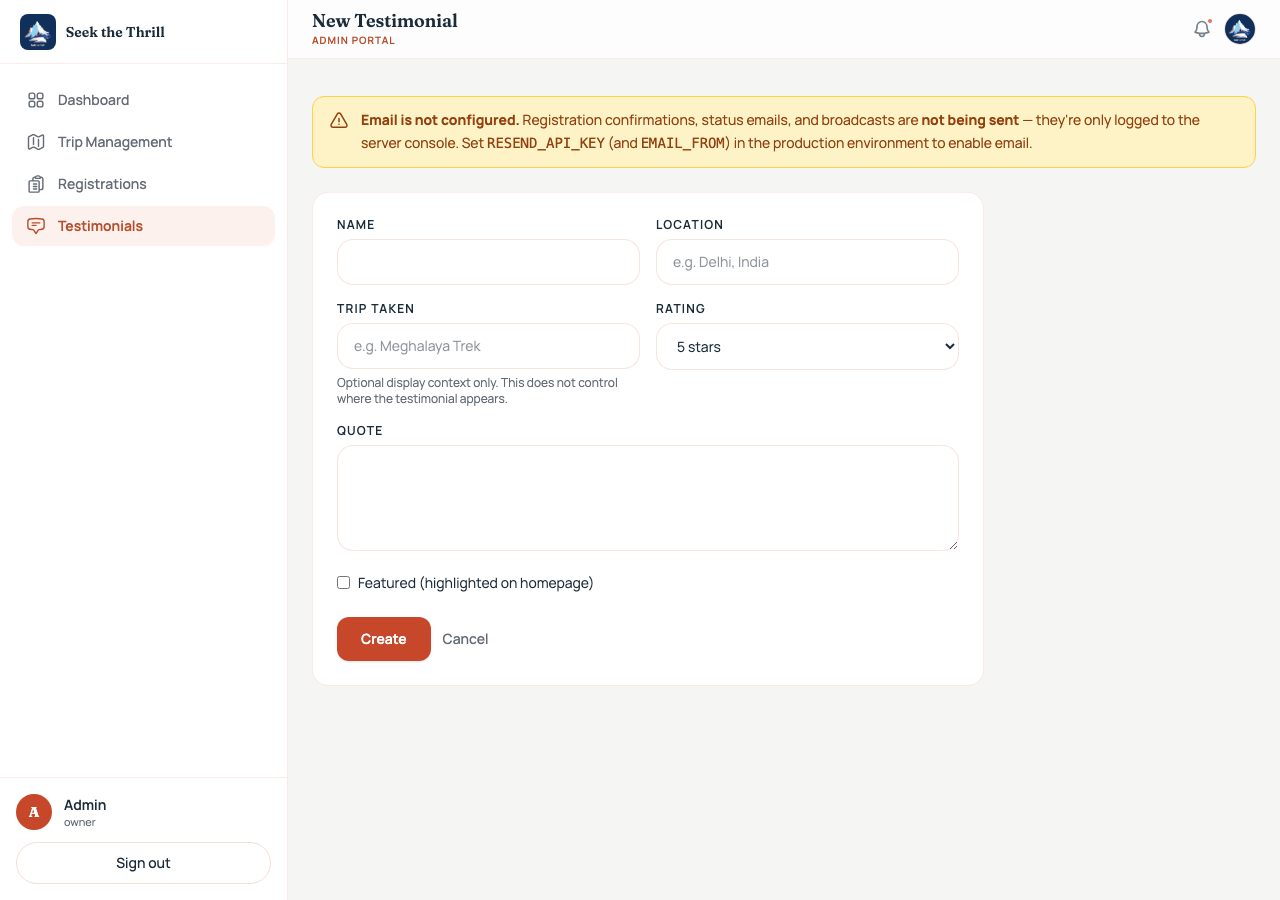 Seek the Thrill
Dashboard
Trip Management
Registrations
Testimonials
Admin
owner
Sign out
New Testimonial
ADMIN PORTAL
Email is not configured. Registration confirmations, status emails, and broadcasts are not being sent — they're only logged to the
server console. Set RESEND_API_KEY (and EMAIL_FROM) in the production environment to enable email.
NAME
LOCATION
e.g. Delhi, India
TRIP TAKEN
RATING
e.g. Meghalaya Trek
5 stars
Optional display context only. This does not control
where the testimonial appears.
QUOTE
Featured (highlighted on homepage)
Create
Cancel
A